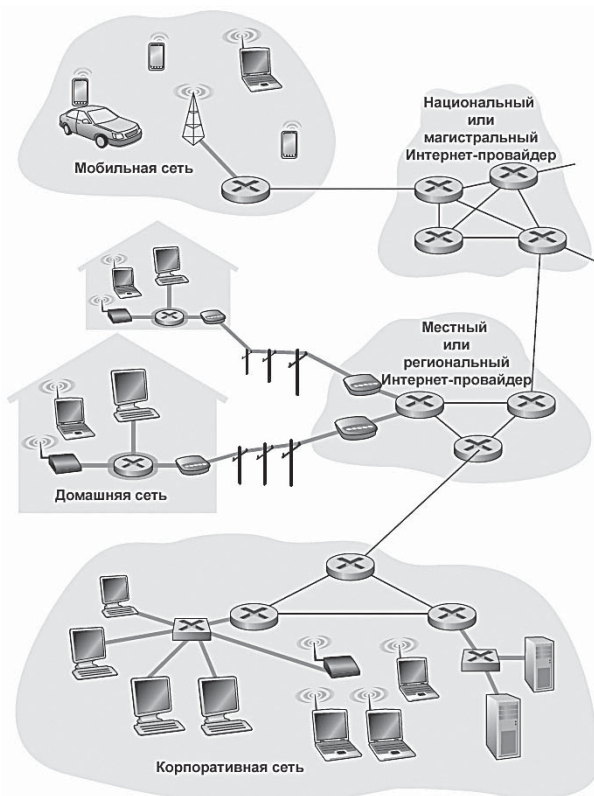 Мобильная сеть
Национальный
или
магистральный
Интернет-провайдер
Местный
или
региональный
Интернет-провайдер
Домашняя сеть
Корпоративная сеть